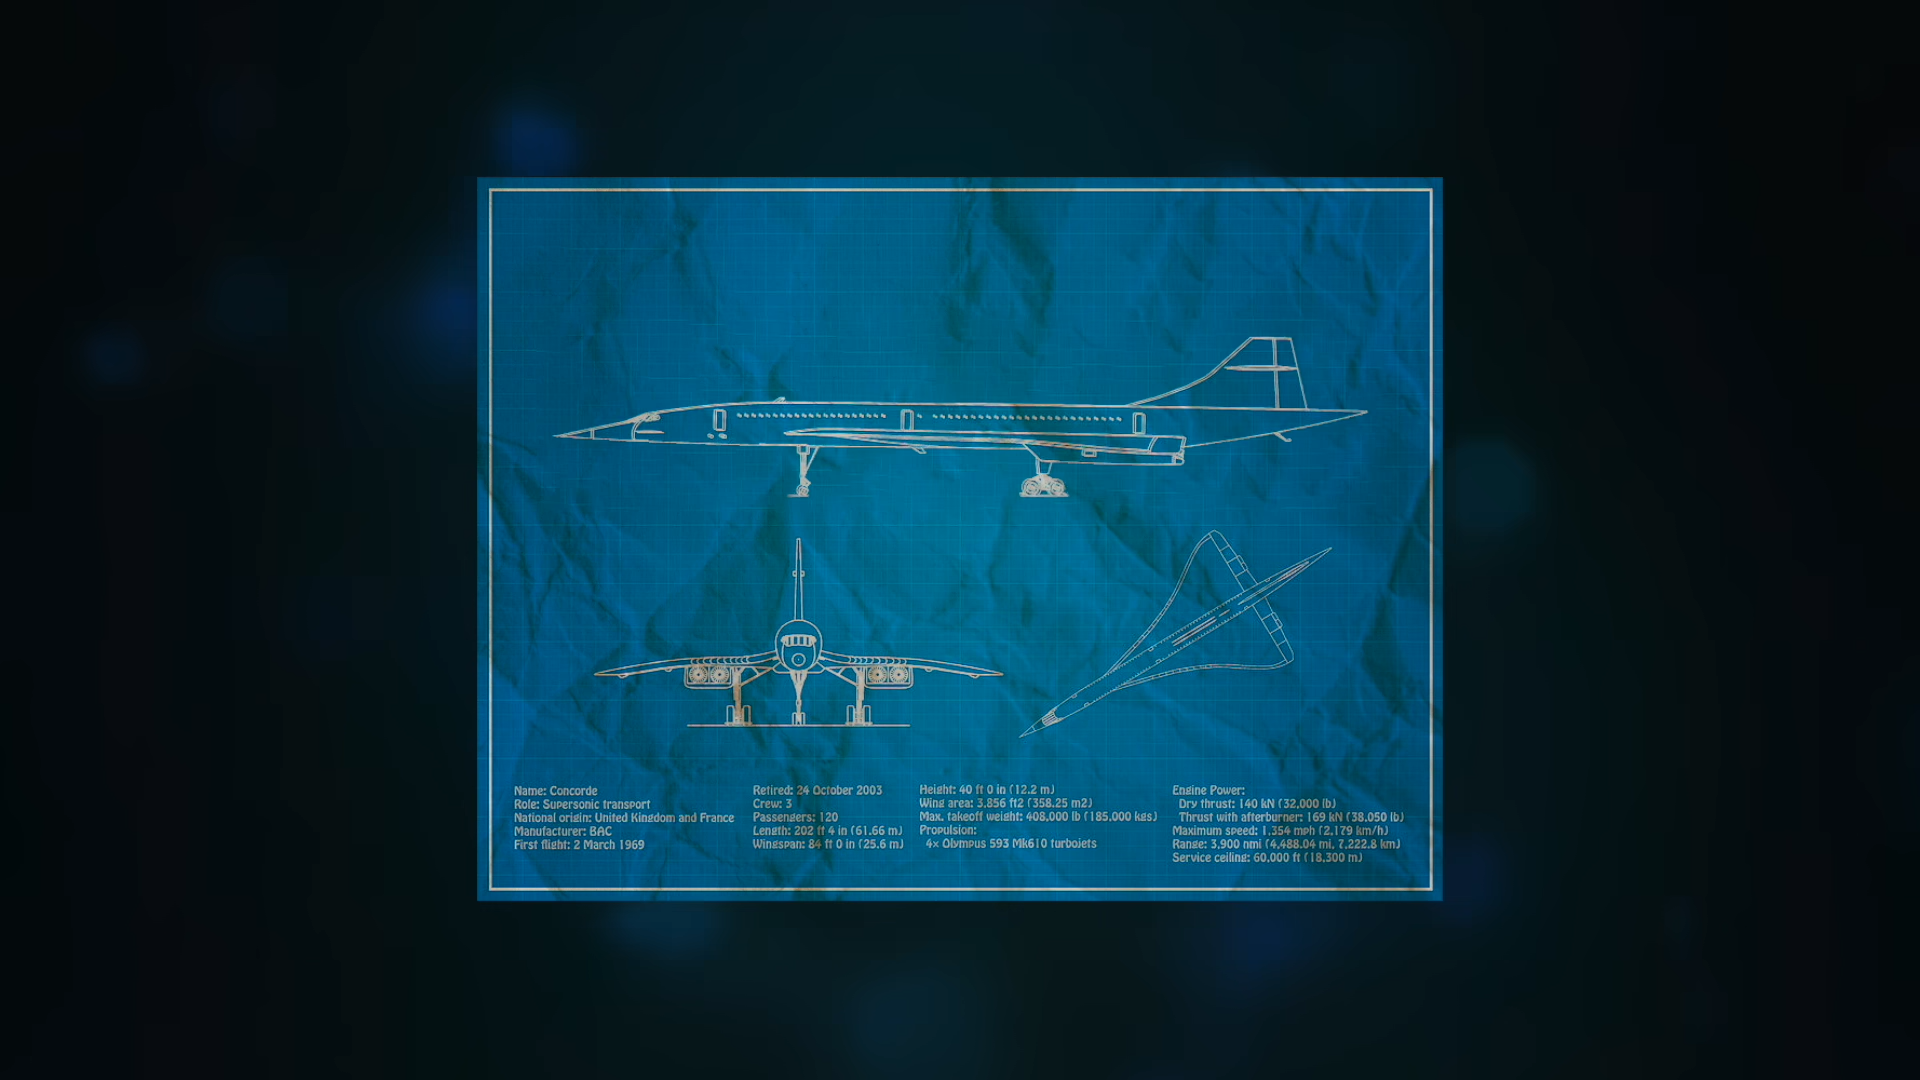 Name: Concorde
Role: Supersonic transport
National origin: United Kingdom and France
Manufacturer: BAC
First flight: 2 March 1969
Retired: 24 October 2003
Crew: 3
Passengers: 120
Length: 202 ft 4 in (61.66 m)
Wingspan: 84 ft 0 in (25.6 m)
Height: 40 ft 0 in (12.2 m)
Wing area: 3,856 ft2 (358.25 m2)
Max. takeoff weight: 408,000 lb (185,000 kgs)
Propulsion:
4x Olympus 593 Mk610 turbojets
Engine Power:
Dry thrust: 140 kN (32,000 lb)
Thrust with afterburner: 169 kN (38,050 lb)
Maximum speed: 1,354 mph (2,179 km/h)
Range: 3,900 nmi (4,488.04 mi, 7,222.8 km)
Service ceiling: 60,000 ft (18,300 m)